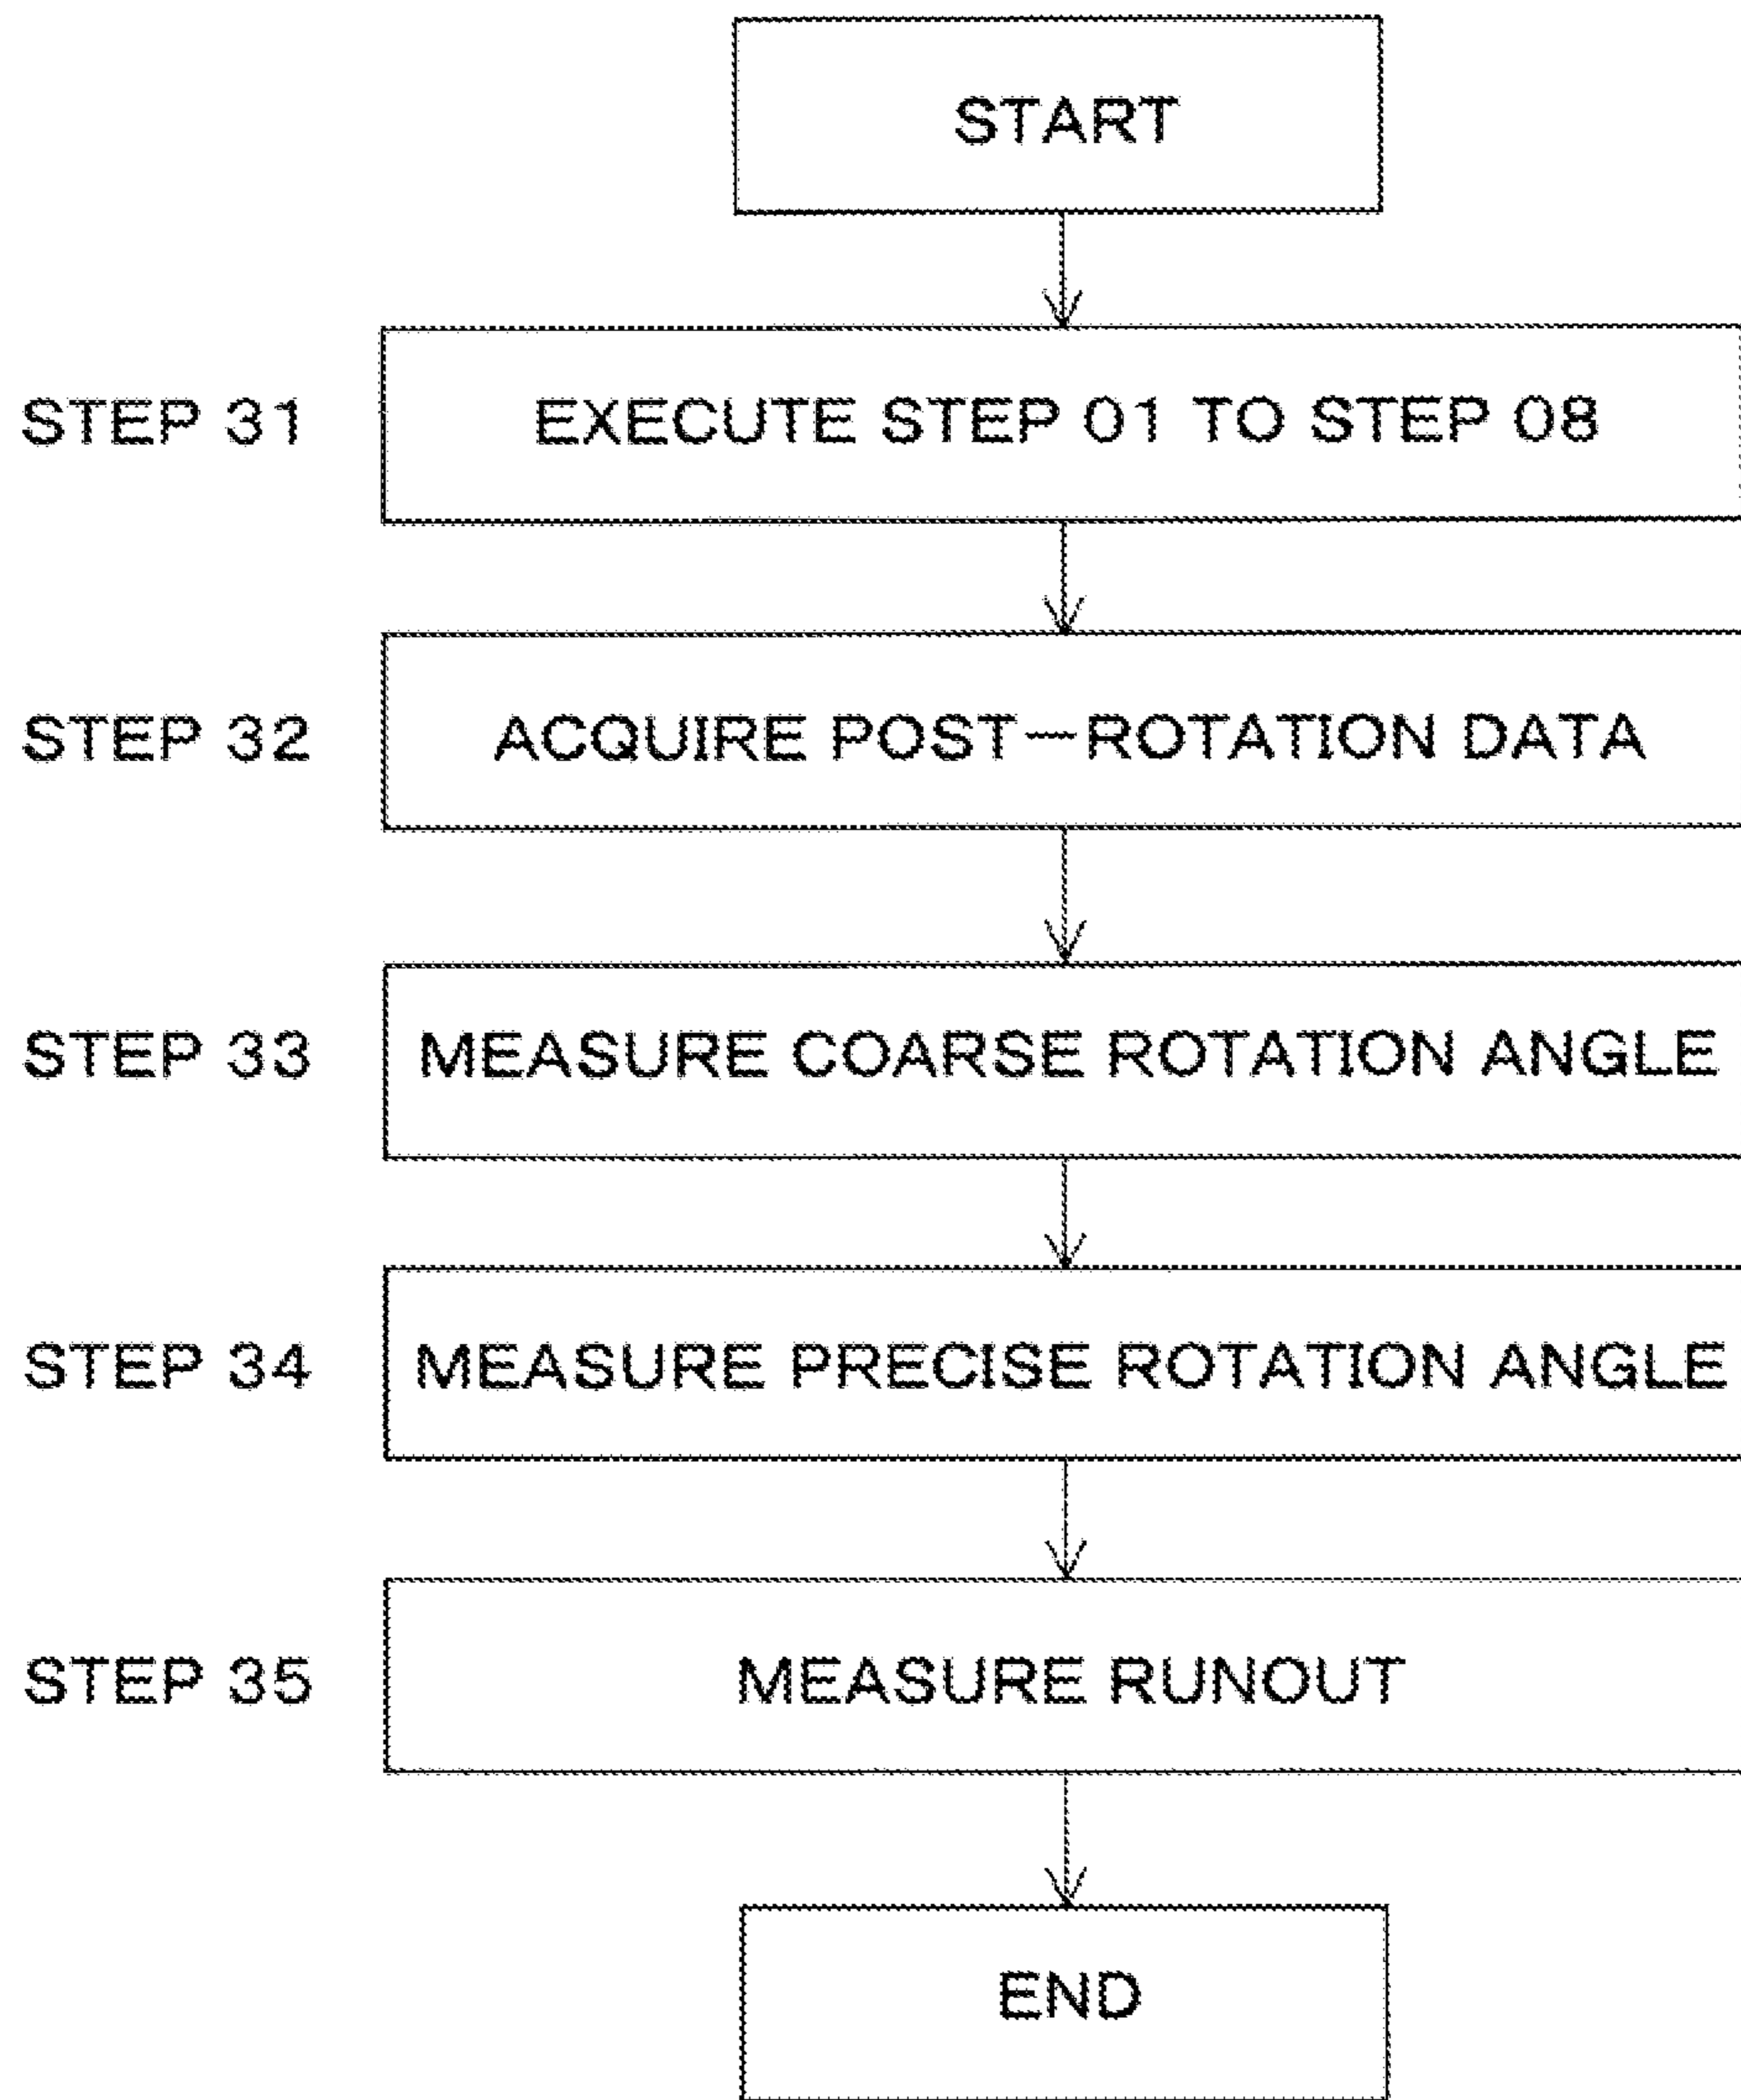 START
STEP 31 EXECUTE STEP 01 TO STEP 08
STEP 32 ACQUIRE POST-ROTATION DATA
STEP 33 MEASURE COARSE ROTATION ANGLE
STEP 34 MEASURE PRECISE ROTATION ANGLE
STEP 35 MEASURE RUNOUT
END